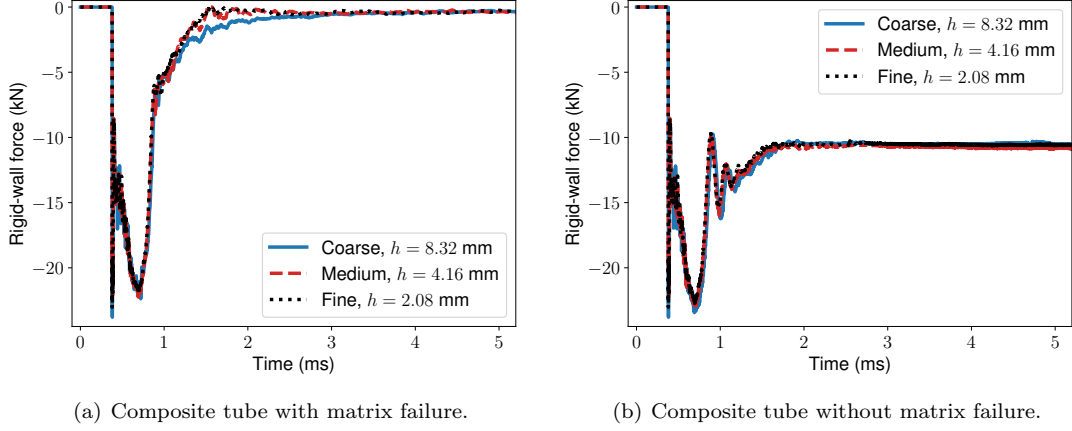 0
−5
−10
−15
−20
Rigid-wall force (kN)
0
1
2
3
4
5
Time (ms)
Coarse, h = 8.32 mm
Medium, h = 4.16 mm
Fine, h = 2.08 mm
(a) Composite tube with matrix failure.
0
−5
−10
−15
−20
Rigid-wall force (kN)
0
1
2
3
4
5
Time (ms)
Coarse, h = 8.32 mm
Medium, h = 4.16 mm
Fine, h = 2.08 mm
(b) Composite tube without matrix failure.